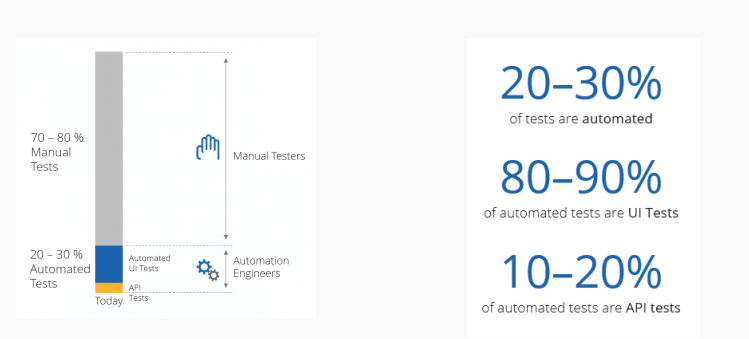 70 – 80 %
Manual
Tests
Manual Testers
20 – 30 %
Automated
Tests
Automated
UI Tests
API
Tests
Automation
Engineers
Today
20–30%
of tests are automated
80–90%
of automated tests are UI Tests
10–20%
of automated tests are API tests